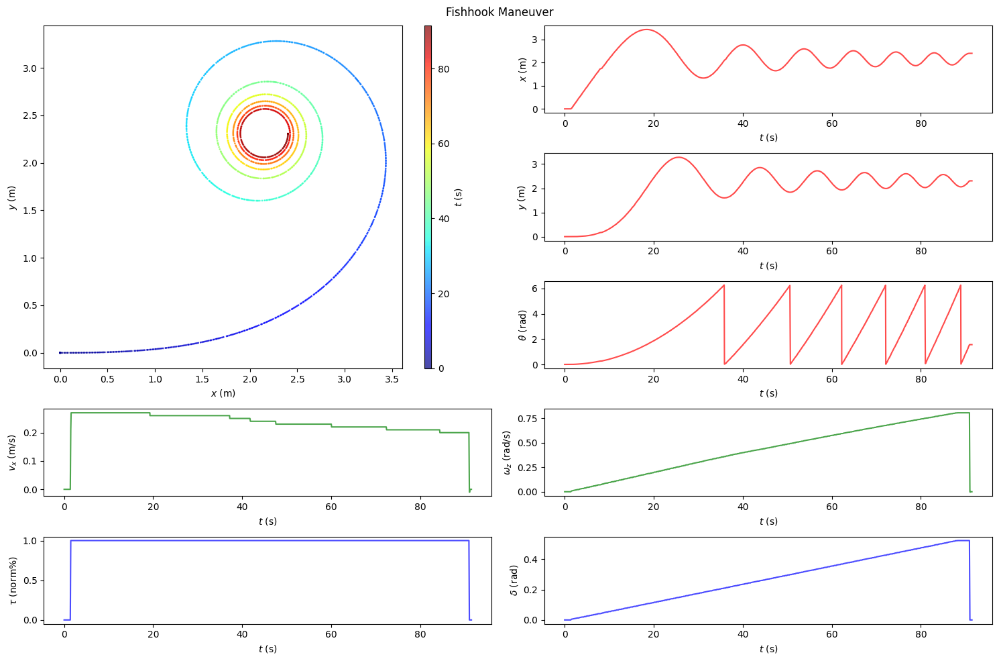 Fishhook Maneuver
3.0
2.5
2.0
1.5
1.0
0.5
0.0
y (m)
0.0 0.5 1.0 1.5 2.0 2.5 3.0 3.5
x (m)
80
60
40
20
0
t (s)
3
2
1
0
x (m)
0 20 40 60 80
t (s)
3
2
1
0
y (m)
0 20 40 60 80
t (s)
6
4
2
0
θ (rad)
0 20 40 60 80
t (s)
0.2
0.1
0.0
vₓ (m/s)
0 20 40 60 80
t (s)
0.75
0.50
0.25
0.00
ω_z (rad/s)
0 20 40 60 80
t (s)
1.0
0.5
0.0
τ (norm%)
0 20 40 60 80
t (s)
0.4
0.2
0.0
δ (rad)
0 20 40 60 80
t (s)